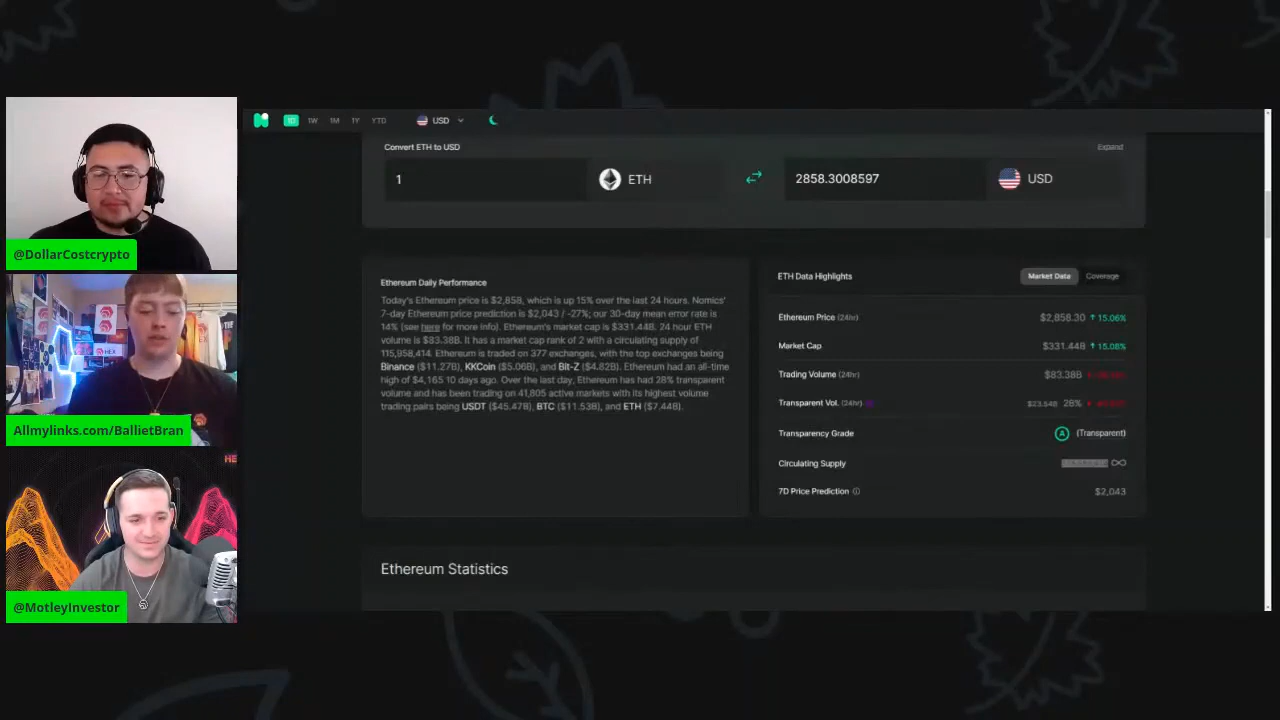 1D 1W 1M 1Y YTD USD
Convert ETH to USD
Expand
1 ETH 2858.3008597 USD
@DollarCostcrypto
Allmylinks.com/BallietBran
HEX
HE
@MotleyInvestor
Ethereum Daily Performance
Today's Ethereum price is $2,858, which is up 15% over the last 24 hours. Nomics'
7-day Ethereum price prediction is $2,043 / -27%; our 30-day mean error rate is
14% (see here for more info). Ethereum's market cap is $331.44B. 24 hour ETH
volume is $83.38B. It has a market cap rank of 2 with a circulating supply of
115,958,414. Ethereum is traded on 377 exchanges, with the top exchanges being
Binance ($11.27B), KKCoin ($5.06B), and Bit-Z ($4.82B). Ethereum had an all-time
high of $4,165 10 days ago. Over the last day, Ethereum has had 28% transparent
volume and has been trading on 41,805 active markets with its highest volume
trading pairs being USDT ($45.47B), BTC ($11.53B), and ETH ($7.44B).
ETH Data Highlights
Market Data Coverage
Ethereum Price (24hr) $2,858.30 15.06%
Market Cap $331.44B 15.08%
Trading Volume (24hr) $83.38B
Transparent Vol. (24hr) $23.54B 28%
Transparency Grade A (Transparent)
Circulating Supply ∞
7D Price Prediction $2,043
Ethereum Statistics